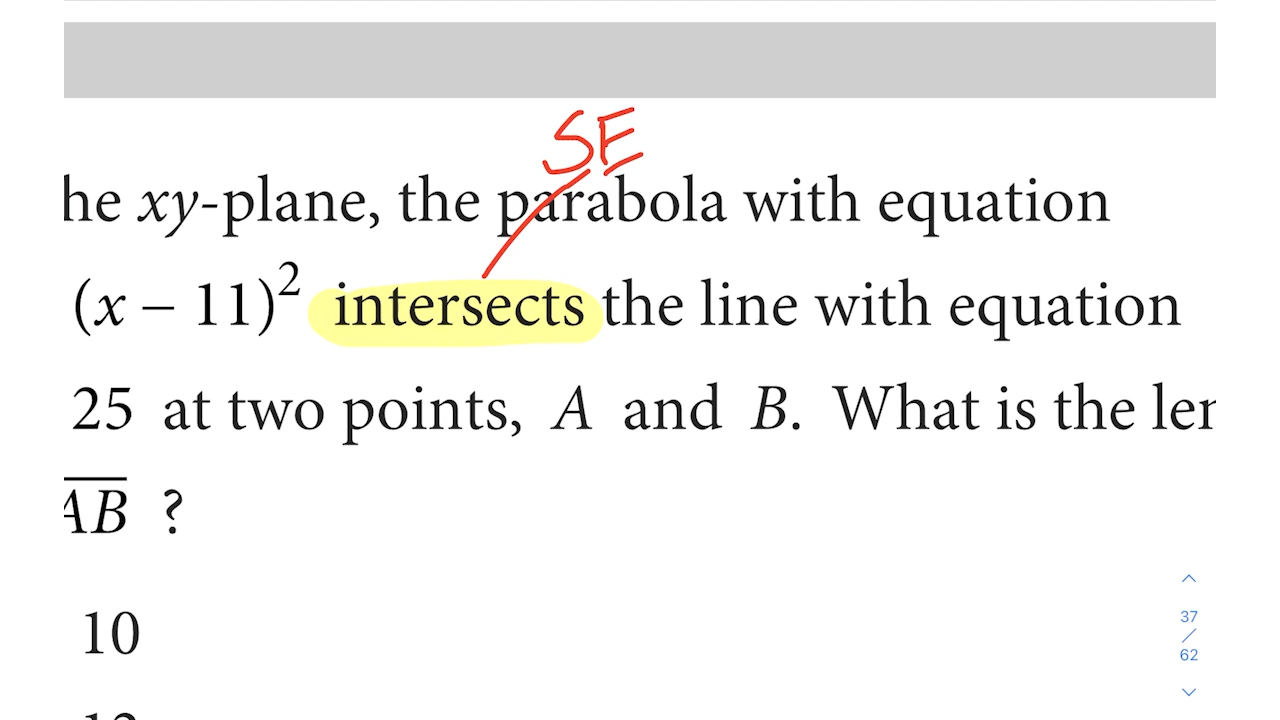 SE
he xy-plane, the parabola with equation
(x – 11)² intersects the line with equation
25 at two points, A and B. What is the ler
AB ?
10
37
/
62